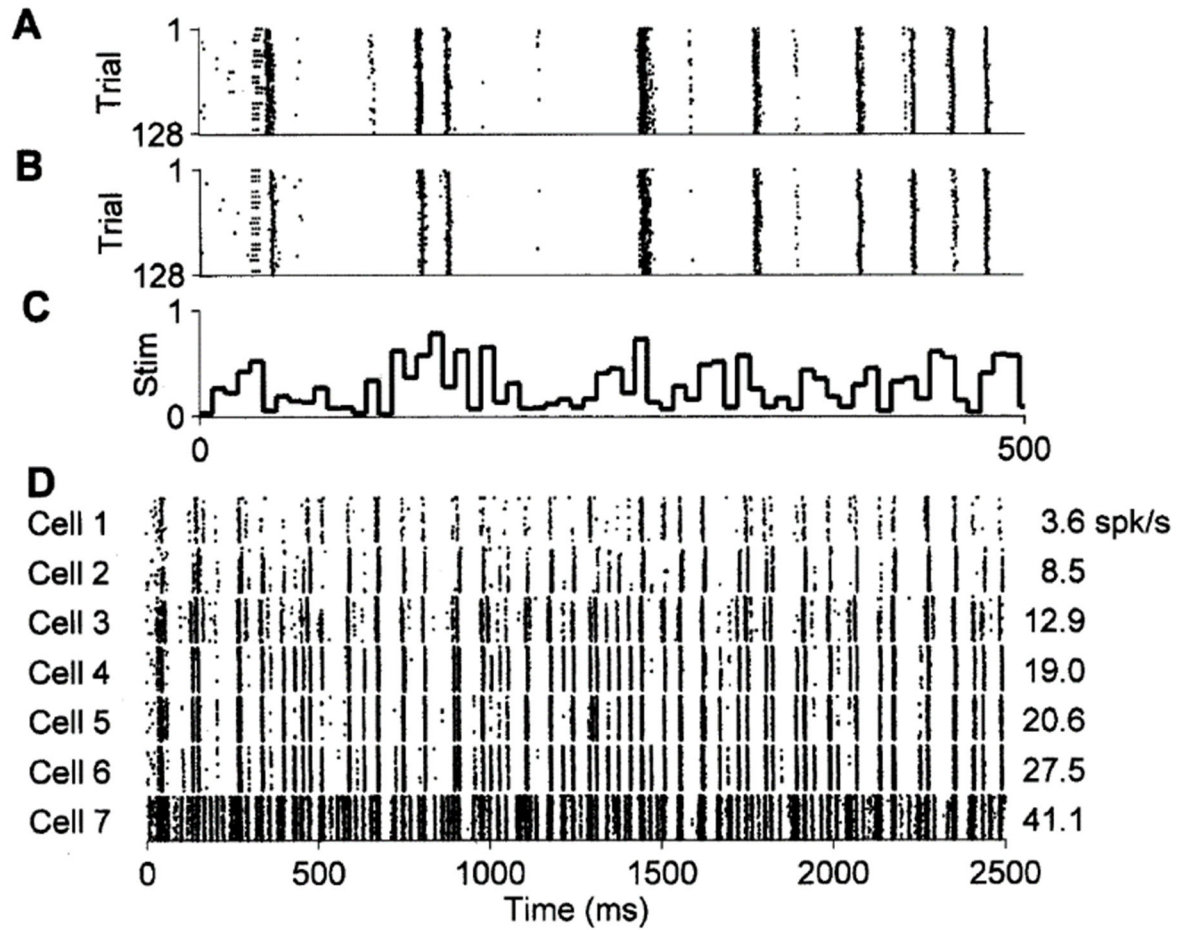 A
1
Trial
128
B
1
Trial
128
C
1
Stim
0
0 500
D
Cell 1 3.6 spk/s
Cell 2 8.5
Cell 3 12.9
Cell 4 19.0
Cell 5 20.6
Cell 6 27.5
Cell 7 41.1
0 500 1000 1500 2000 2500
Time (ms)